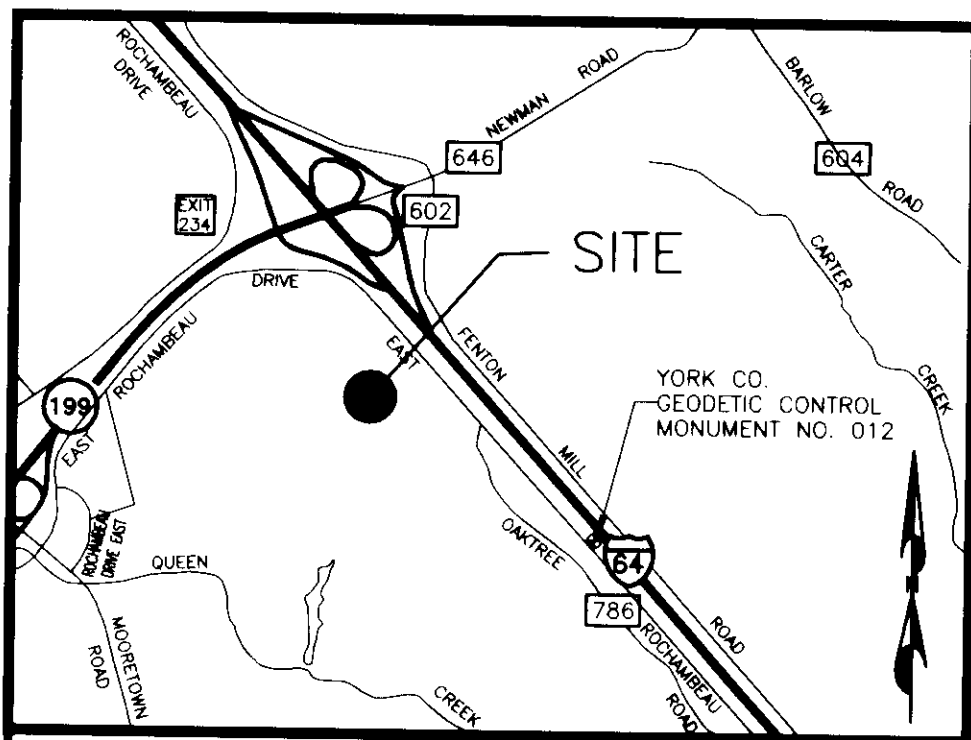 ROCHAMBEAU
DRIVE
NEWMAN ROAD
BARLOW
ROAD
646
604
602
EXIT
234
SITE
CARTER
CREEK
DRIVE
ROCHAMBEAU
EAST
EAST
FENTON
MILL
ROAD
199
YORK CO.
GEODETIC CONTROL
MONUMENT NO. 012
ROCHAMBEAU
DRIVE EAST
QUEEN
CREEK
OAKTREE
ROAD
64
786
ROCHAMBEAU
MOORETOWN
ROAD
N